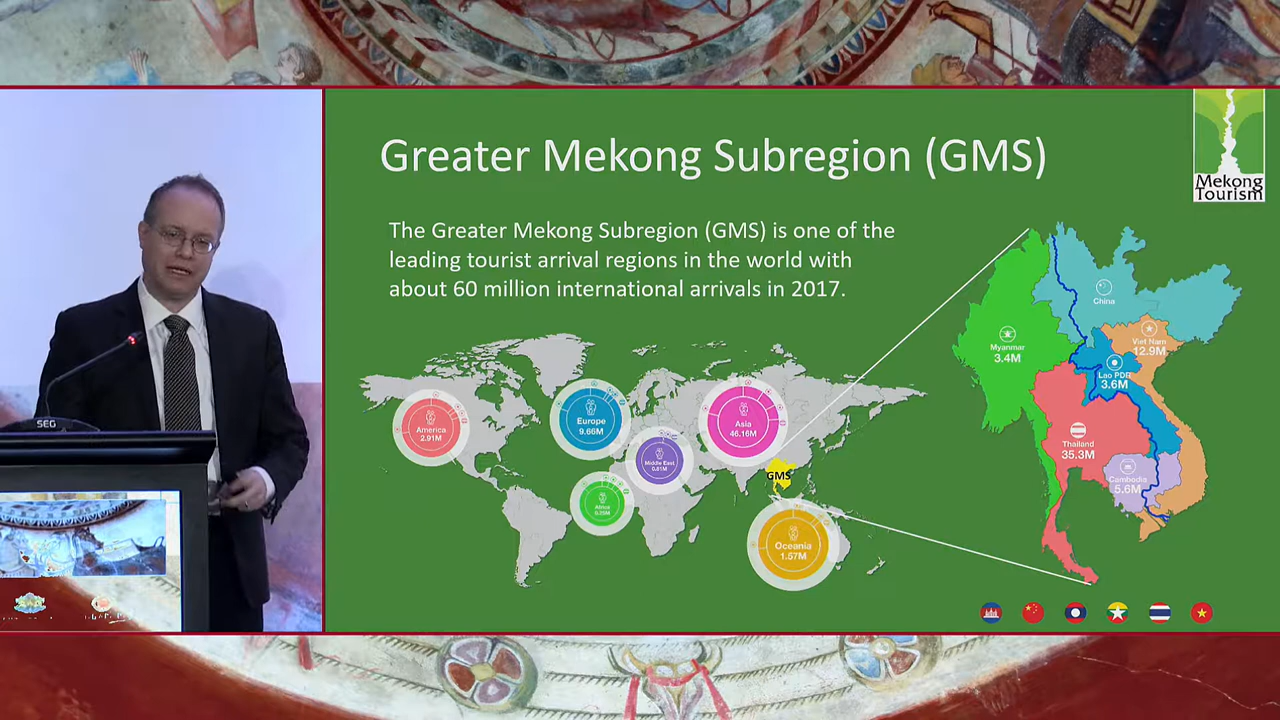 Greater Mekong Subregion (GMS)
Mekong
Tourism
The Greater Mekong Subregion (GMS) is one of the
leading tourist arrival regions in the world with
about 60 million international arrivals in 2017.
America
2.91M
Europe
9.66M
Middle East
0.81M
Africa
Asia
46.16M
GMS
Oceania
1.57M
China
Myanmar
3.4M
Viet Nam
12.9M
Lao PDR
3.6M
Thailand
35.3M
Cambodia
5.6M
SEG